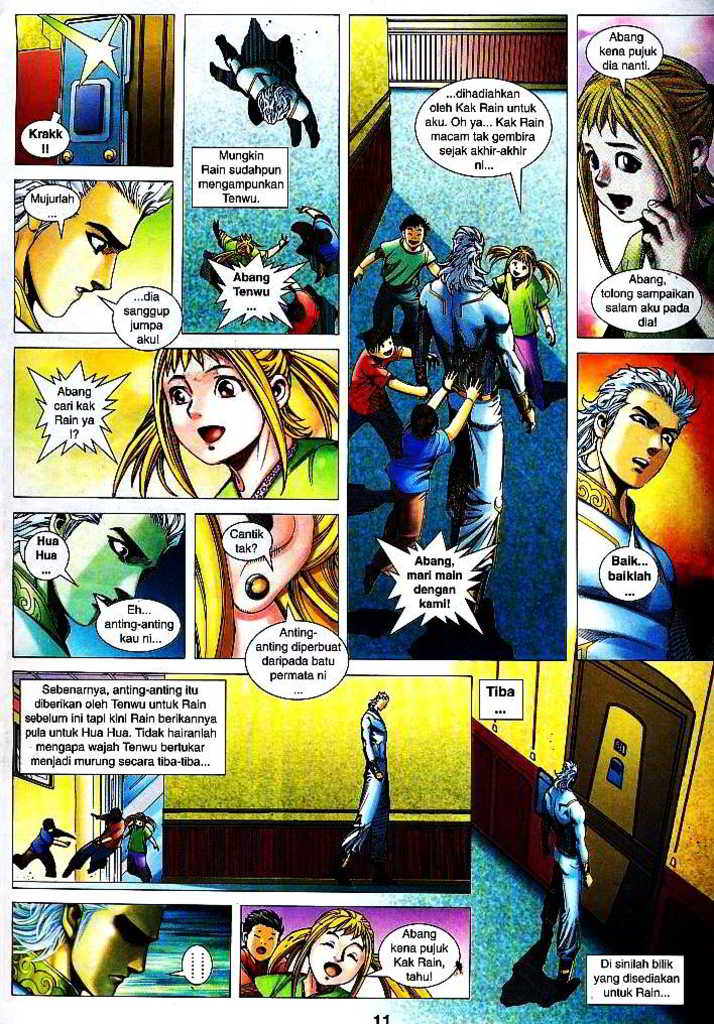 Krakk
!!
Mujurlah
...
...dia
sanggup
jumpa
aku!
Mungkin
Rain sudahpun
mengampunkan
Tenwu.
Abang
Tenwu
...
Abang
cari kak
Rain ya
!?
Hua
Hua
...
Eh...
anting-anting
kau ni...
Cantik
tak?
Anting-
anting diperbuat
daripada batu
permata ni
...
...dihadiahkan
oleh Kak Rain untuk
aku. Oh ya... Kak Rain
macam tak gembira
sejak akhir-akhir
ni...
Abang,
mari main
dengan
kami!
Abang
kena pujuk
dia nanti.
Abang,
tolong sampaikan
salam aku pada
dia!
Baik...
baiklah
...
Sebenarnya, anting-anting itu
diberikan oleh Tenwu untuk Rain
sebelum ini tapi kini Rain berikannya
pula untuk Hua Hua. Tidak hairanlah
mengapa wajah Tenwu bertukar
menjadi murung secara tiba-tiba...
Tiba
...
......
Abang
kena pujuk
Kak Rain,
tahu!
Di sinilah bilik
yang disediakan
untuk Rain...
11